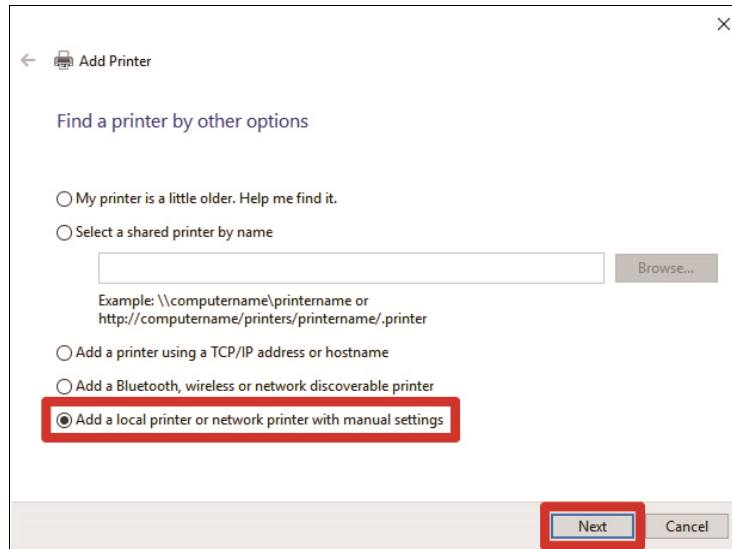 Add Printer
Find a printer by other options
My printer is a little older. Help me find it.
Select a shared printer by name
Browse...
Example: \\computername\printername or
http://computername/printers/printername/.printer
Add a printer using a TCP/IP address or hostname
Add a Bluetooth, wireless or network discoverable printer
Add a local printer or network printer with manual settings
Next
Cancel